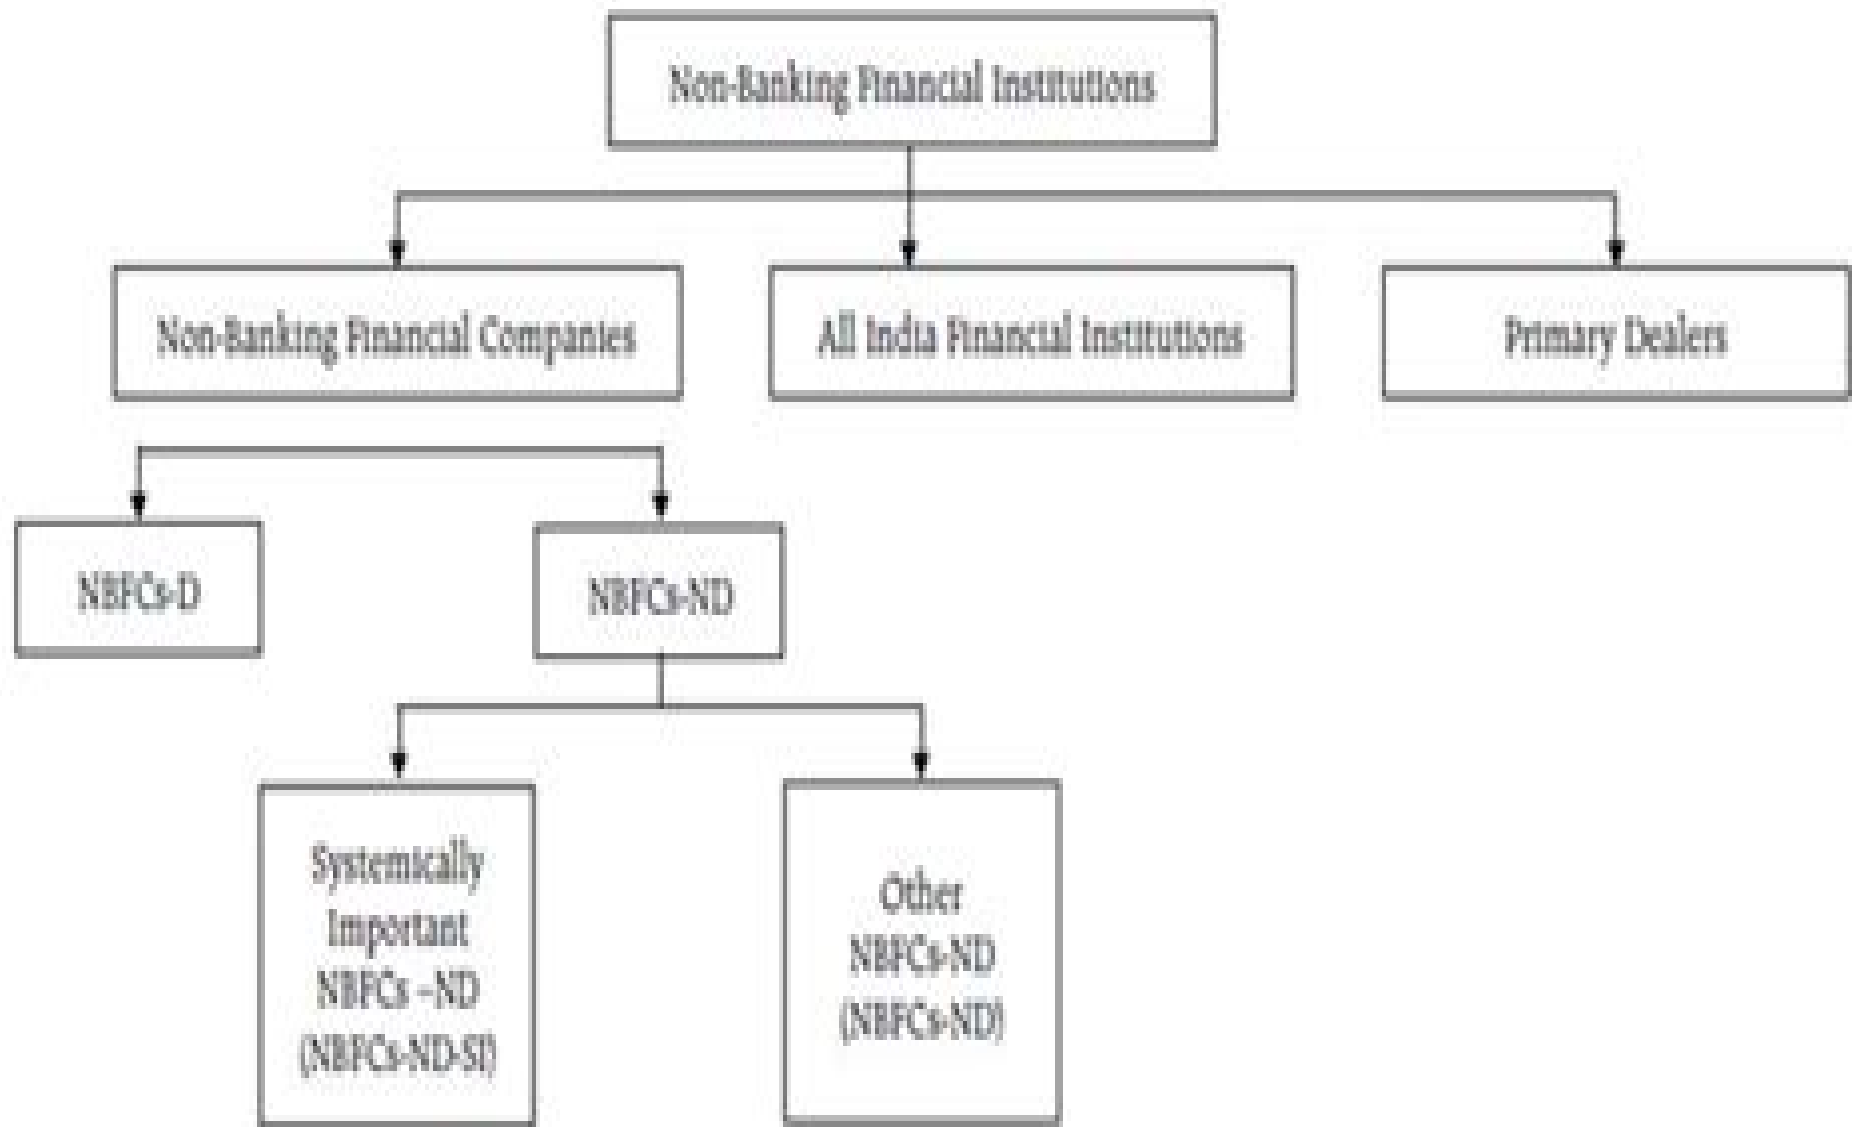 Non-Banking Financial Institutions
Non-Banking Financial Companies
All India Financial Institutions
Primary Dealers
NBFCs-D
NBFCs-ND
Systemically
Important
NBFCs –ND
(NBFCs-ND-SI)
Other
NBFCs-ND
(NBFCs-ND)